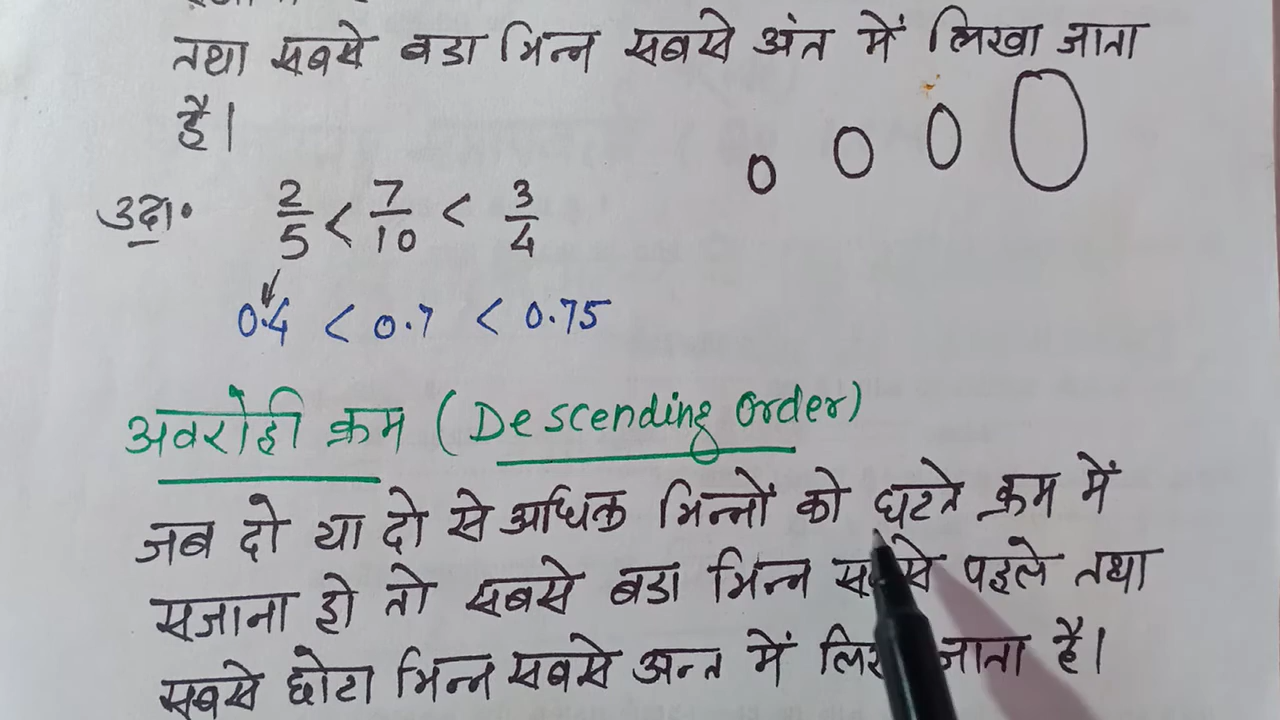 तथा सबसे बडा भिन्न सबसे अंत में लिखा जाता
है।
उदा० 2/5 < 7/10 < 3/4
0.4 < 0.7 < 0.75
अवरोही क्रम (Descending order)
जब दो या दो से अधिक भिन्नों को घटते क्रम में
सजाना हो तो सबसे बडा भिन्न सबसे पहले तथा
सबसे छोटा भिन्न सबसे अन्त में जाता है।